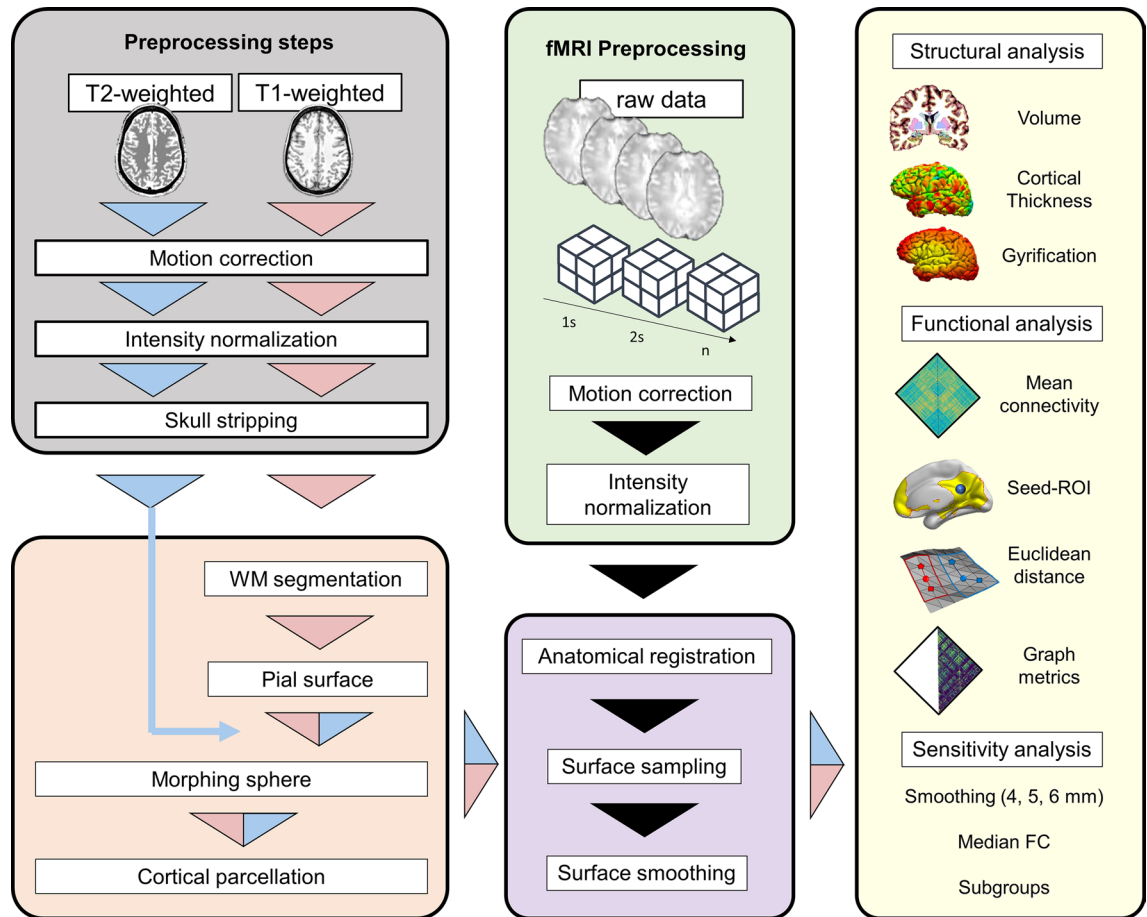 Preprocessing steps
T2-weighted
T1-weighted
Motion correction
Intensity normalization
Skull stripping
WM segmentation
Pial surface
Morphing sphere
Cortical parcellation
fMRI Preprocessing
raw data
1s
2s
n
Motion correction
Intensity
normalization
Anatomical registration
Surface sampling
Surface smoothing
Structural analysis
Volume
Cortical
Thickness
Gyrification
Functional analysis
Mean
connectivity
Seed-ROI
Euclidean
distance
Graph
metrics
Sensitivity analysis
Smoothing (4, 5, 6 mm)
Median FC
Subgroups